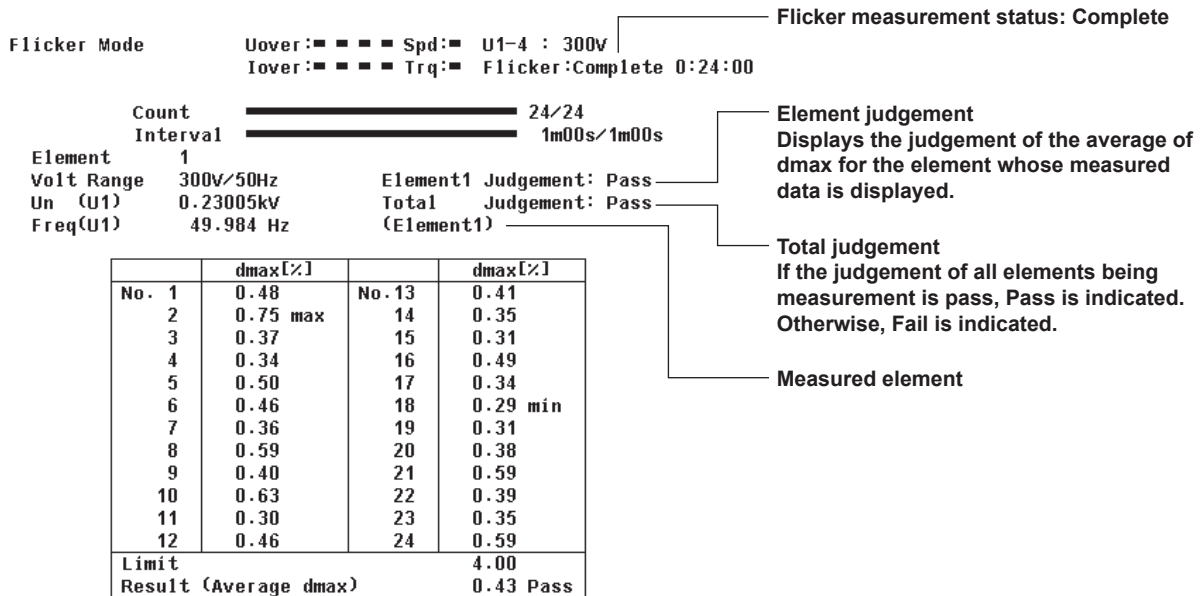 Flicker measurement status: Complete
Flicker Mode Uover: Spd: U1-4 : 300V
Iover: Trq: Flicker:Complete 0:24:00
Count 24/24
Interval 1m00s/1m00s
Element 1
Volt Range 300V/50Hz Element1 Judgement: Pass
Un (U1) 0.23005kV Total Judgement: Pass
Freq(U1) 49.984 Hz (Element1)
Element judgement
Displays the judgement of the average of
dmax for the element whose measured
data is displayed.
Total judgement
If the judgement of all elements being
measurement is pass, Pass is indicated.
Otherwise, Fail is indicated.
Measured element
dmax[%] dmax[%]
No. 1 0.48 No.13 0.41
2 0.75 max 14 0.35
3 0.37 15 0.31
4 0.34 16 0.49
5 0.50 17 0.34
6 0.46 18 0.29 min
7 0.36 19 0.31
8 0.59 20 0.38
9 0.40 21 0.59
10 0.63 22 0.39
11 0.30 23 0.35
12 0.46 24 0.59
Limit 4.00
Result (Average dmax) 0.43 Pass